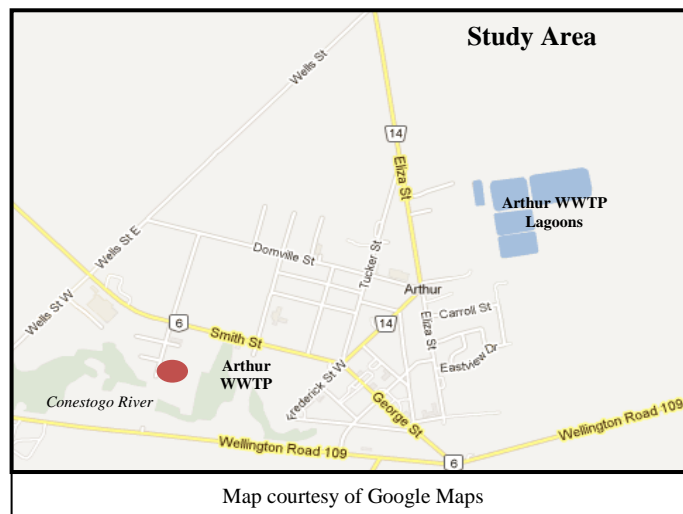 Study Area
Wells St
14
Eliza St
Arthur WWTP
Lagoons
Wells St E
Dornville St
Tucker St
Arthur
Wells St W
Carroll St
6
Smith St
14
Eliza St
Arthur
WWTP
Eastview Dr
Frederick St W
Conestogo River
George St
Wellington Road 109
Wellington Road 109
6
Map courtesy of Google Maps